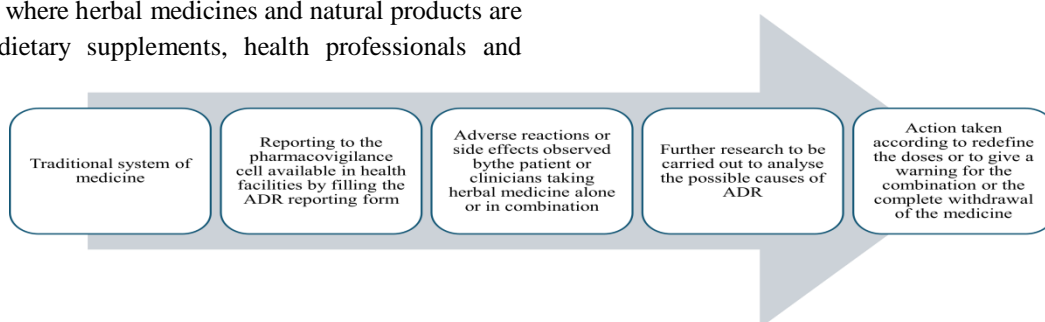 where herbal medicines and natural products are
dietary supplements, health professionals and
Traditional system of
medicine
Reporting to the
pharmacovigilance
cell available in health
facilities by filling the
ADR reporting form
Adverse reactions or
side effects observed
bythe patient or
clinicians taking
herbal medicine alone
or in combination
Further research to be
carried out to analyse
the possible causes of
ADR
Action taken
according to redefine
the doses or to give a
warning for the
combination or the
complete withdrawal
of the medicine